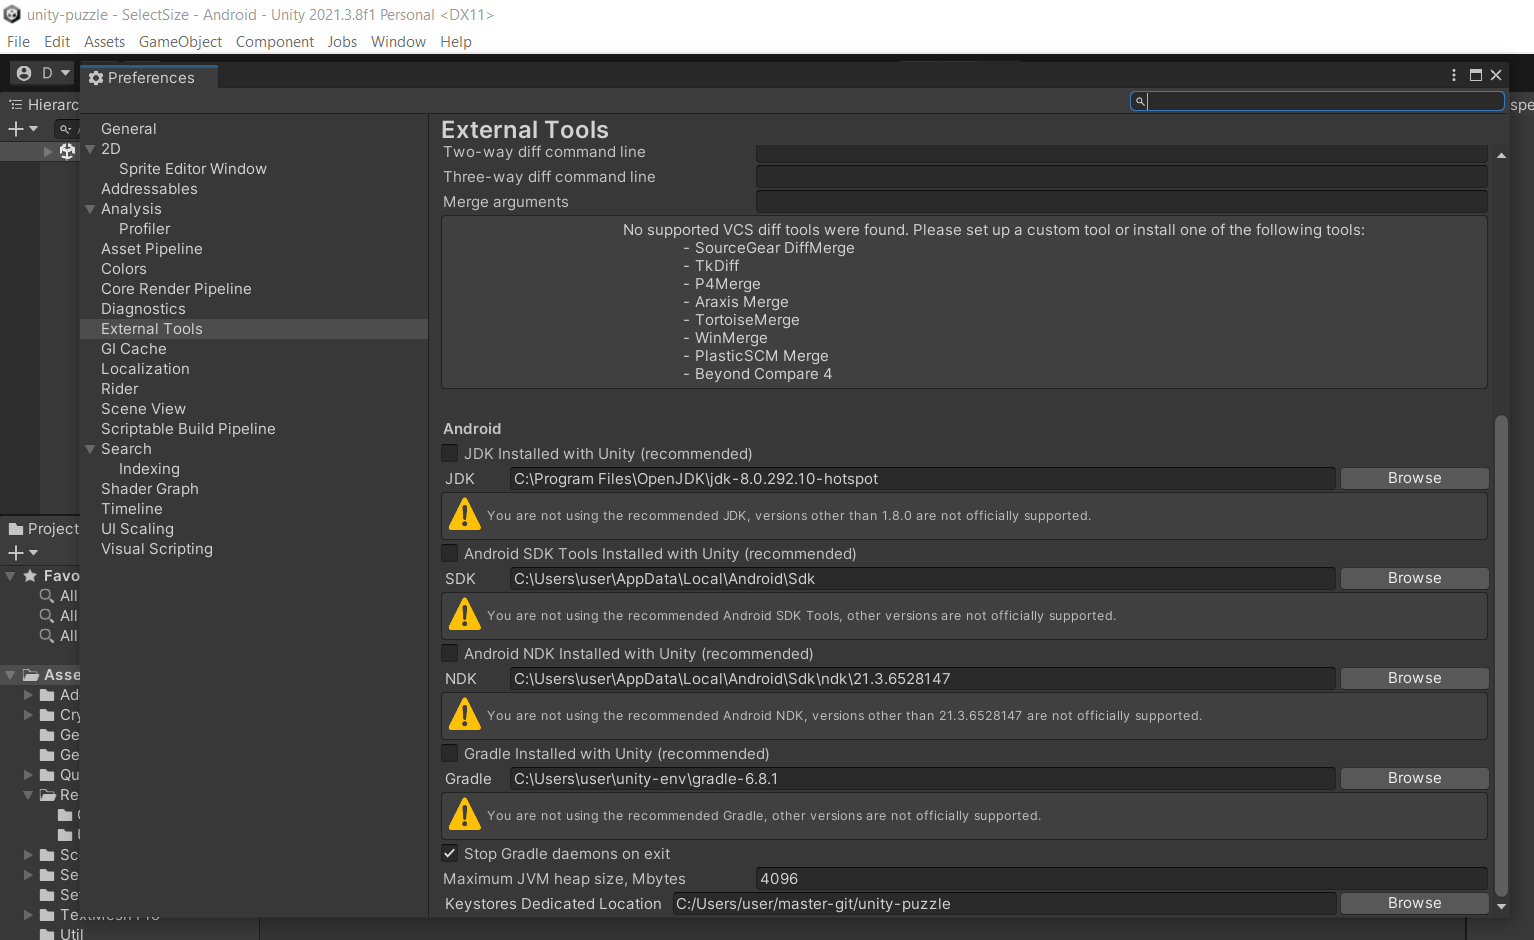 unity-puzzle - SelectSize - Android - Unity 2021.3.8f1 Personal <DX11>
File Edit Assets GameObject Component Jobs Window Help
D
Preferences
Hierarc
spe
General
2D
Sprite Editor Window
Addressables
Analysis
Profiler
Asset Pipeline
Colors
Core Render Pipeline
Diagnostics
External Tools
GI Cache
Localization
Rider
Scene View
Scriptable Build Pipeline
Search
Indexing
Shader Graph
Timeline
UI Scaling
Visual Scripting
Project
Favo
All
All
All
Asse
Ad
Cry
Ge
Ge
Qu
Re
Sc
Se
Se
TextMesh Pro
Util
External Tools
Two-way diff command line
Three-way diff command line
Merge arguments
No supported VCS diff tools were found. Please set up a custom tool or install one of the following tools:
- SourceGear DiffMerge
- TkDiff
- P4Merge
- Araxis Merge
- TortoiseMerge
- WinMerge
- PlasticSCM Merge
- Beyond Compare 4
Android
JDK Installed with Unity (recommended)
JDK C:\Program Files\OpenJDK\jdk-8.0.292.10-hotspot Browse
You are not using the recommended JDK, versions other than 1.8.0 are not officially supported.
Android SDK Tools Installed with Unity (recommended)
SDK C:\Users\user\AppData\Local\Android\Sdk Browse
You are not using the recommended Android SDK Tools, other versions are not officially supported.
Android NDK Installed with Unity (recommended)
NDK C:\Users\user\AppData\Local\Android\Sdk\ndk\21.3.6528147 Browse
You are not using the recommended Android NDK, versions other than 21.3.6528147 are not officially supported.
Gradle Installed with Unity (recommended)
Gradle C:\Users\user\unity-env\gradle-6.8.1 Browse
You are not using the recommended Gradle, other versions are not officially supported.
Stop Gradle daemons on exit
Maximum JVM heap size, Mbytes 4096
Keystores Dedicated Location C:/Users/user/master-git/unity-puzzle Browse